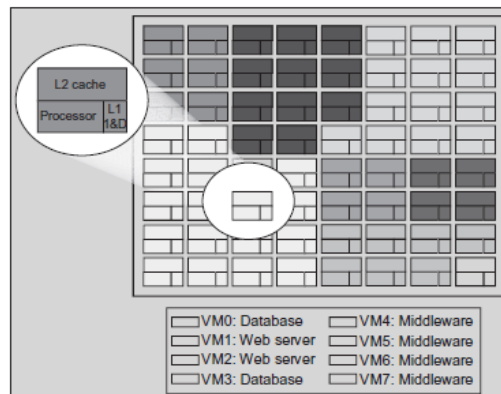 L2 cache
Processor
L1
1&D
VM0: Database
VM4: Middleware
VM1: Web server
VM5: Middleware
VM2: Web server
VM6: Middleware
VM3: Database
VM7: Middleware